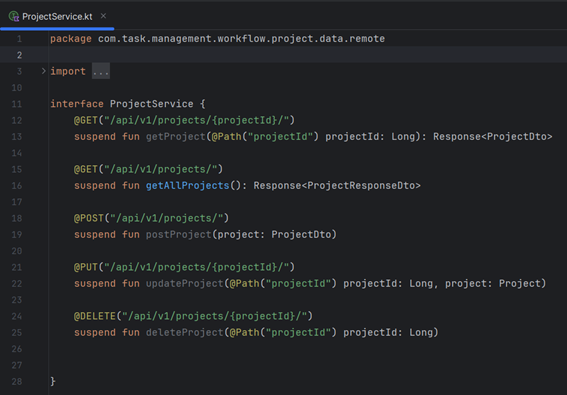 ProjectService.kt
1 package com.task.management.workflow.project.data.remote
2
3 import ...
10
11 interface ProjectService {
12 @GET("/api/v1/projects/{projectId}/")
13 suspend fun getProject(@Path("projectId") projectId: Long): Response<ProjectDto>
14
15 @GET("/api/v1/projects/")
16 suspend fun getAllProjects(): Response<ProjectResponseDto>
17
18 @POST("/api/v1/projects/")
19 suspend fun postProject(project: ProjectDto)
20
21 @PUT("/api/v1/projects/{projectId}/")
22 suspend fun updateProject(@Path("projectId") projectId: Long, project: Project)
23
24 @DELETE("/api/v1/projects/{projectId}/")
25 suspend fun deleteProject(@Path("projectId") projectId: Long)
26
27
28 }